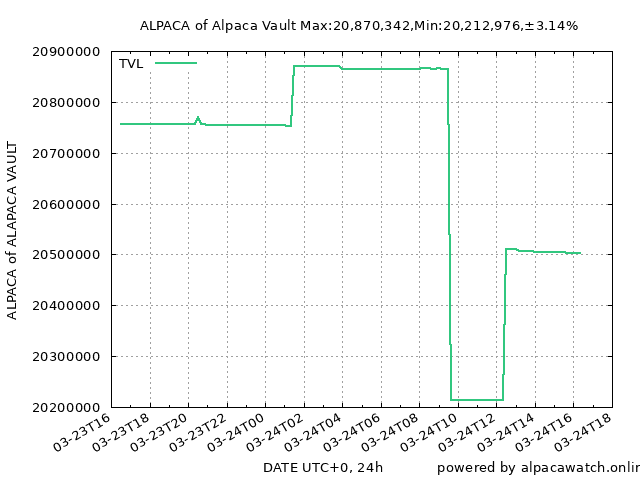 ALPACA of Alpaca Vault Max:20,870,342,Min:20,212,976,±3.14%
TVL
20900000
20800000
20700000
20600000
20500000
20400000
20300000
20200000
ALPACA of ALAPACA VAULT
03-23T16
03-23T18
03-23T20
03-23T22
03-24T00
03-24T02
03-24T04
03-24T06
03-24T08
03-24T10
03-24T12
03-24T14
03-24T16
03-24T18
DATE UTC+0, 24h
powered by alpacawatch.onlin